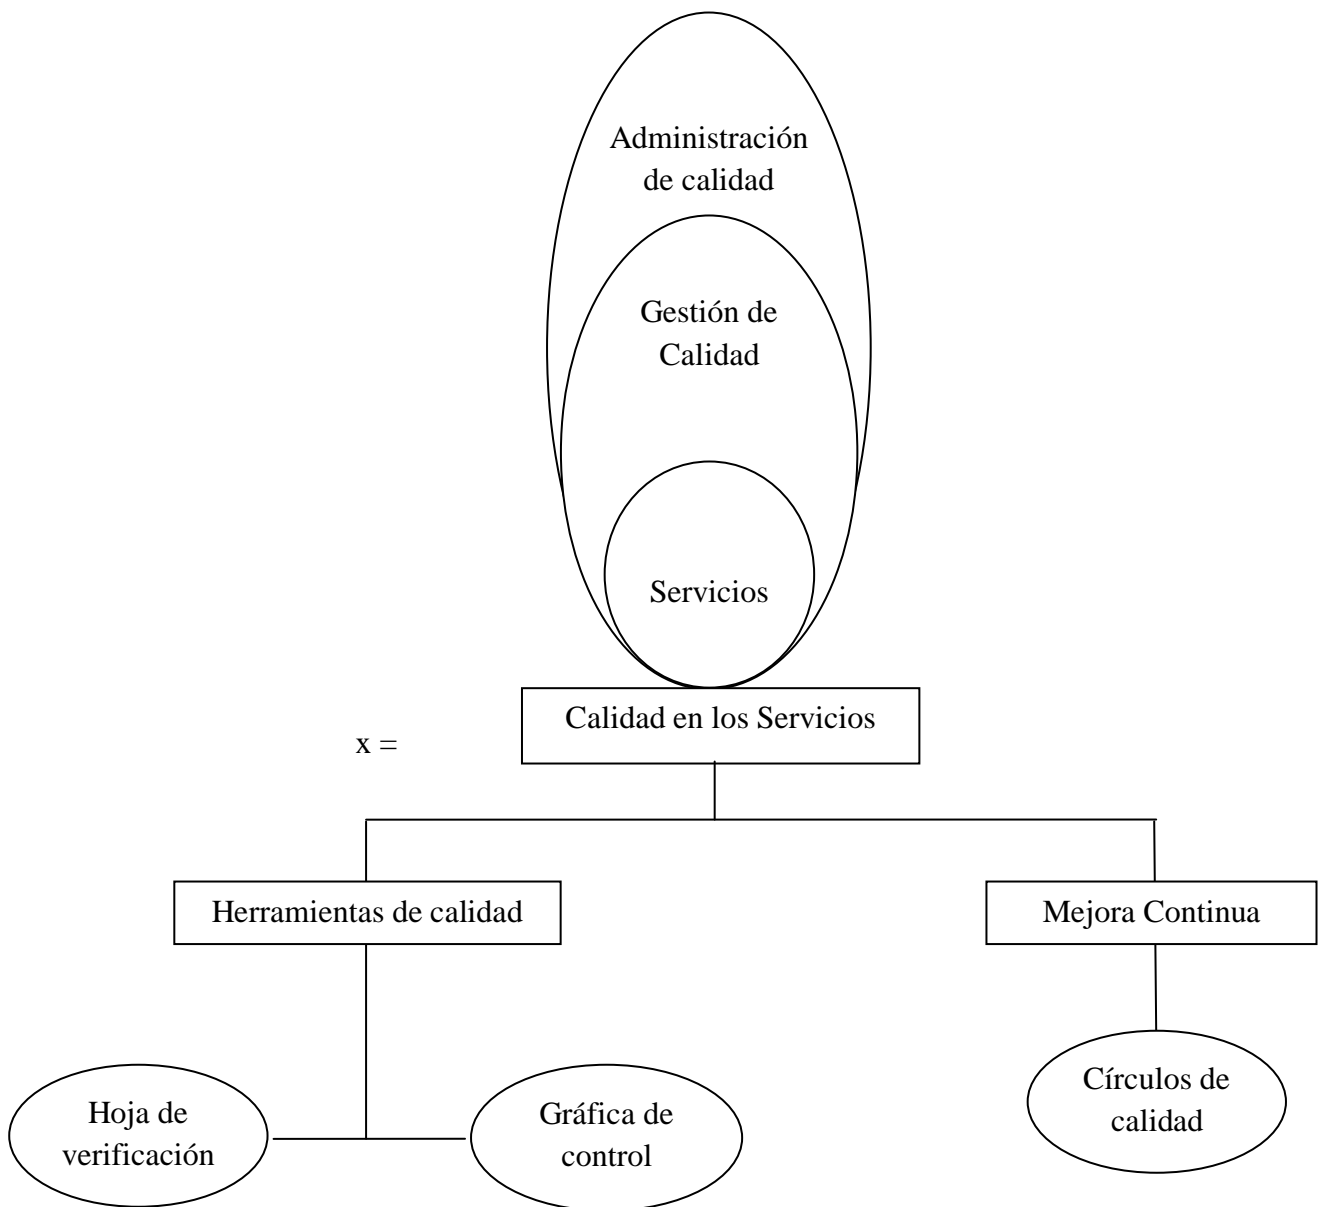 Administración
de calidad
Gestión de
Calidad
Servicios
Calidad en los Servicios
x =
Herramientas de calidad
Mejora Continua
Hoja de
verificación
Gráfica de
control
Círculos de
calidad